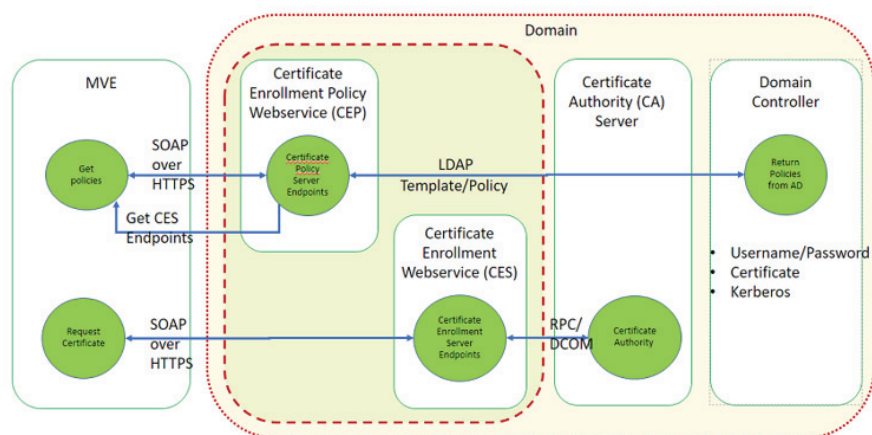 Domain
MVE
Certificate
Enrollment Policy
Webservice (CEP)
Certificate
Authority (CA)
Server
Domain
Controller
Get
policies
SOAP
over
HTTPS
Certificate
Policy
Server
Endpoints
LDAP
Template/Policy
Return
Policies
from AD
Get CES
Endpoints
Certificate
Enrollment
Webservice (CES)
• Username/Password
• Certificate
• Kerberos
Request
Certificate
SOAP
over
HTTPS
Certificate
Enrollment
Server
Endpoints
RPC/
DCOM
Certificate
Authority